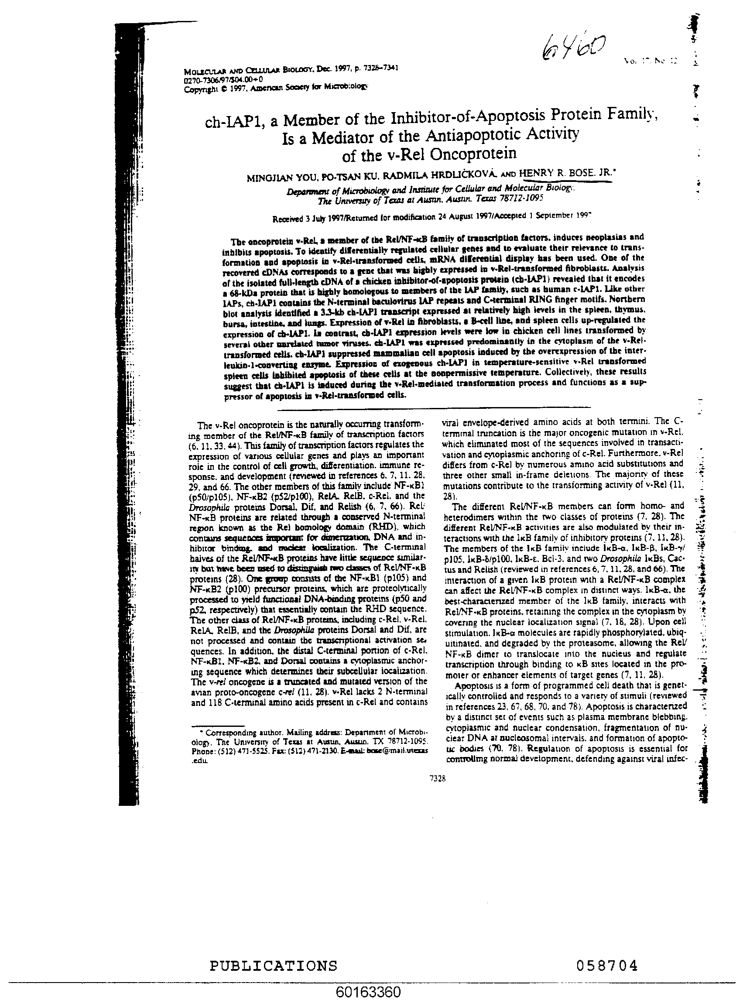 6460
MOLECULAR AND CELLULAR BIOLOGY, Dec. 1997, p. 7328–7341
0270-7306/97/$04.00+0
Copyright © 1997, American Society for Microbiology
Vol. 17, No. 12
ch-IAP1, a Member of the Inhibitor-of-Apoptosis Protein Family,
Is a Mediator of the Antiapoptotic Activity
of the v-Rel Oncoprotein
MINGJIAN YOU, PO-TSAN KU, RADMILA HRDLIČKOVÁ, AND HENRY R. BOSE, JR.*
Department of Microbiology and Institute for Cellular and Molecular Biology,
The University of Texas at Austin, Austin, Texas 78712-1095
Received 3 July 1997/Returned for modification 24 August 1997/Accepted 1 September 1997
The oncoprotein v-Rel, a member of the Rel/NF-κB family of transcription factors, induces neoplasias and
inhibits apoptosis. To identify differentially regulated cellular genes and to evaluate their relevance to trans-
formation and apoptosis in v-Rel-transformed cells, mRNA differential display has been used. One of the
recovered cDNAs corresponds to a gene that was highly expressed in v-Rel-transformed fibroblasts. Analysis
of the isolated full-length cDNA of a chicken inhibitor-of-apoptosis protein (ch-IAP1) revealed that it encodes
a 68-kDa protein that is highly homologous to members of the IAP family, such as human c-IAP1. Like other
IAPs, ch-IAP1 contains the N-terminal baculovirus IAP repeats and C-terminal RING finger motifs. Northern
blot analysis identified a 3.3-kb ch-IAP1 transcript expressed at relatively high levels in the spleen, thymus,
bursa, intestine, and lungs. Expression of v-Rel in fibroblasts, a B-cell line, and spleen cells up-regulated the
expression of ch-IAP1. In contrast, ch-IAP1 expression levels were low in chicken cell lines transformed by
several other unrelated tumor viruses. ch-IAP1 was expressed predominantly in the cytoplasm of the v-Rel-
transformed cells. ch-IAP1 suppressed mammalian cell apoptosis induced by the overexpression of the inter-
leukin-1-converting enzyme. Expression of exogenous ch-IAP1 in temperature-sensitive v-Rel transformed
spleen cells inhibited apoptosis of these cells at the nonpermissive temperature. Collectively, these results
suggest that ch-IAP1 is induced during the v-Rel-mediated transformation process and functions as a sup-
pressor of apoptosis in v-Rel-transformed cells.
The v-Rel oncoprotein is the naturally occurring transform-
ing member of the Rel/NF-κB family of transcription factors
(6, 11, 33, 44). This family of transcription factors regulates the
expression of various cellular genes and plays an important
role in the control of cell growth, differentiation, immune re-
sponse, and development (reviewed in references 6, 7, 11, 28,
29, and 66. The other members of this family include NF-κB1
(p50/p105), NF-κB2 (p52/p100), RelA, RelB, c-Rel, and the
Drosophila proteins Dorsal, Dif, and Relish (6, 7, 66). Rel/
NF-κB proteins are related through a conserved N-terminal
region known as the Rel homology domain (RHD), which
contains sequences important for dimerization, DNA and in-
hibitor binding, and nuclear localization. The C-terminal
halves of the Rel/NF-κB proteins have little sequence similar-
ity but have been used to distinguish two classes of Rel/NF-κB
proteins (28). One group consists of the NF-κB1 (p105) and
NF-κB2 (p100) precursor proteins, which are proteolytically
processed to yield functional DNA-binding proteins (p50 and
p52, respectively) that essentially contain the RHD sequence.
The other class of Rel/NF-κB proteins, including c-Rel, v-Rel,
RelA, RelB, and the Drosophila proteins Dorsal and Dif, are
not processed and contain the transcriptional activation se-
quences. In addition, the distal C-terminal portion of c-Rel,
NF-κB1, NF-κB2, and Dorsal contains a cytoplasmic anchor-
ing sequence which determines their subcellular localization.
The v-rel oncogene is a truncated and mutated version of the
avian proto-oncogene c-rel (11, 28). v-Rel lacks 2 N-terminal
and 118 C-terminal amino acids present in c-Rel and contains
* Corresponding author. Mailing address: Department of Microbi-
ology, The University of Texas at Austin, Austin, TX 78712-1095.
Phone: (512) 471-5525. Fax: (512) 471-2130. E-mail: bose@mail.utexas
.edu.
viral envelope-derived amino acids at both termini. The C-
terminal truncation is the major oncogenic mutation in v-Rel,
which eliminated most of the sequences involved in transacti-
vation and cytoplasmic anchoring of c-Rel. Furthermore, v-Rel
differs from c-Rel by numerous amino acid substitutions and
three other small in-frame deletions. The majority of these
mutations contribute to the transforming activity of v-Rel (11,
28).
The different Rel/NF-κB members can form homo- and
heterodimers within the two classes of proteins (7, 28). The
different Rel/NF-κB activities are also modulated by their in-
teractions with the IκB family of inhibitory proteins (7, 11, 28).
The members of the IκB family include IκB-α, IκB-β, IκB-γ/
p105, IκB-δ/p100, IκB-ε, Bcl-3, and two Drosophila IκBs, Cac-
tus and Relish (reviewed in references 6, 7, 11, 28, and 66). The
interaction of a given IκB protein with a Rel/NF-κB complex
can affect the Rel/NF-κB complex in distinct ways. IκB-α, the
best-characterized member of the IκB family, interacts with
Rel/NF-κB proteins, retaining the complex in the cytoplasm by
covering the nuclear localization signal (7, 18, 28). Upon cell
stimulation, IκB-α molecules are rapidly phosphorylated, ubiq-
uitinated, and degraded by the proteasome, allowing the Rel/
NF-κB dimer to translocate into the nucleus and regulate
transcription through binding to κB sites located in the pro-
moter or enhancer elements of target genes (7, 11, 28).
Apoptosis is a form of programmed cell death that is genet-
ically controlled and responds to a variety of stimuli (reviewed
in references 23, 67, 68, 70, and 78). Apoptosis is characterized
by a distinct set of events such as plasma membrane blebbing,
cytoplasmic and nuclear condensation, fragmentation of nu-
clear DNA at nucleosomal intervals, and formation of apopto-
tic bodies (70, 78). Regulation of apoptosis is essential for
controlling normal development, defending against viral infec-
7328
PUBLICATIONS
058704
60163360